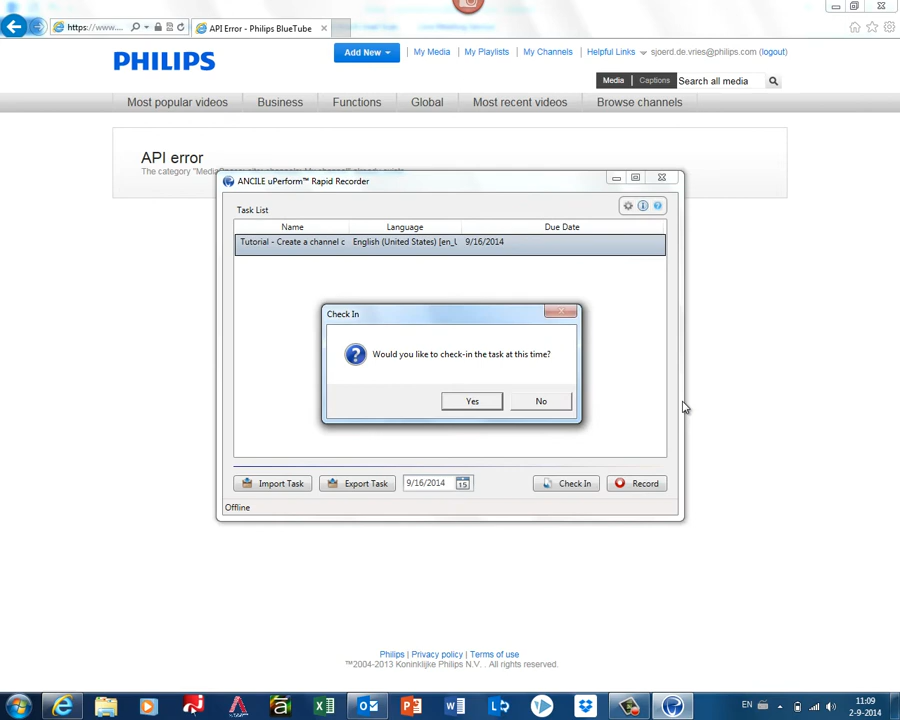 https://www....
API Error - Philips BlueTube
PHILIPS
Add New
My Media
My Playlists
My Channels
Helpful Links
sjoerd.de.vries@philips.com (logout)
Media
Captions
Search all media
Most popular videos
Business
Functions
Global
Most recent videos
Browse channels
API error
ANCILE uPerform™ Rapid Recorder
Task List
Name
Language
Due Date
Tutorial - Create a channel c
English (United States) [en_U
9/16/2014
Check In
Would you like to check-in the task at this time?
Yes
No
Import Task
Export Task
9/16/2014
15
Check In
Record
Offline
Philips | Privacy policy | Terms of use
™2004-2013 Koninklijke Philips N.V. . All rights reserved.
EN
11:09
2-9-2014